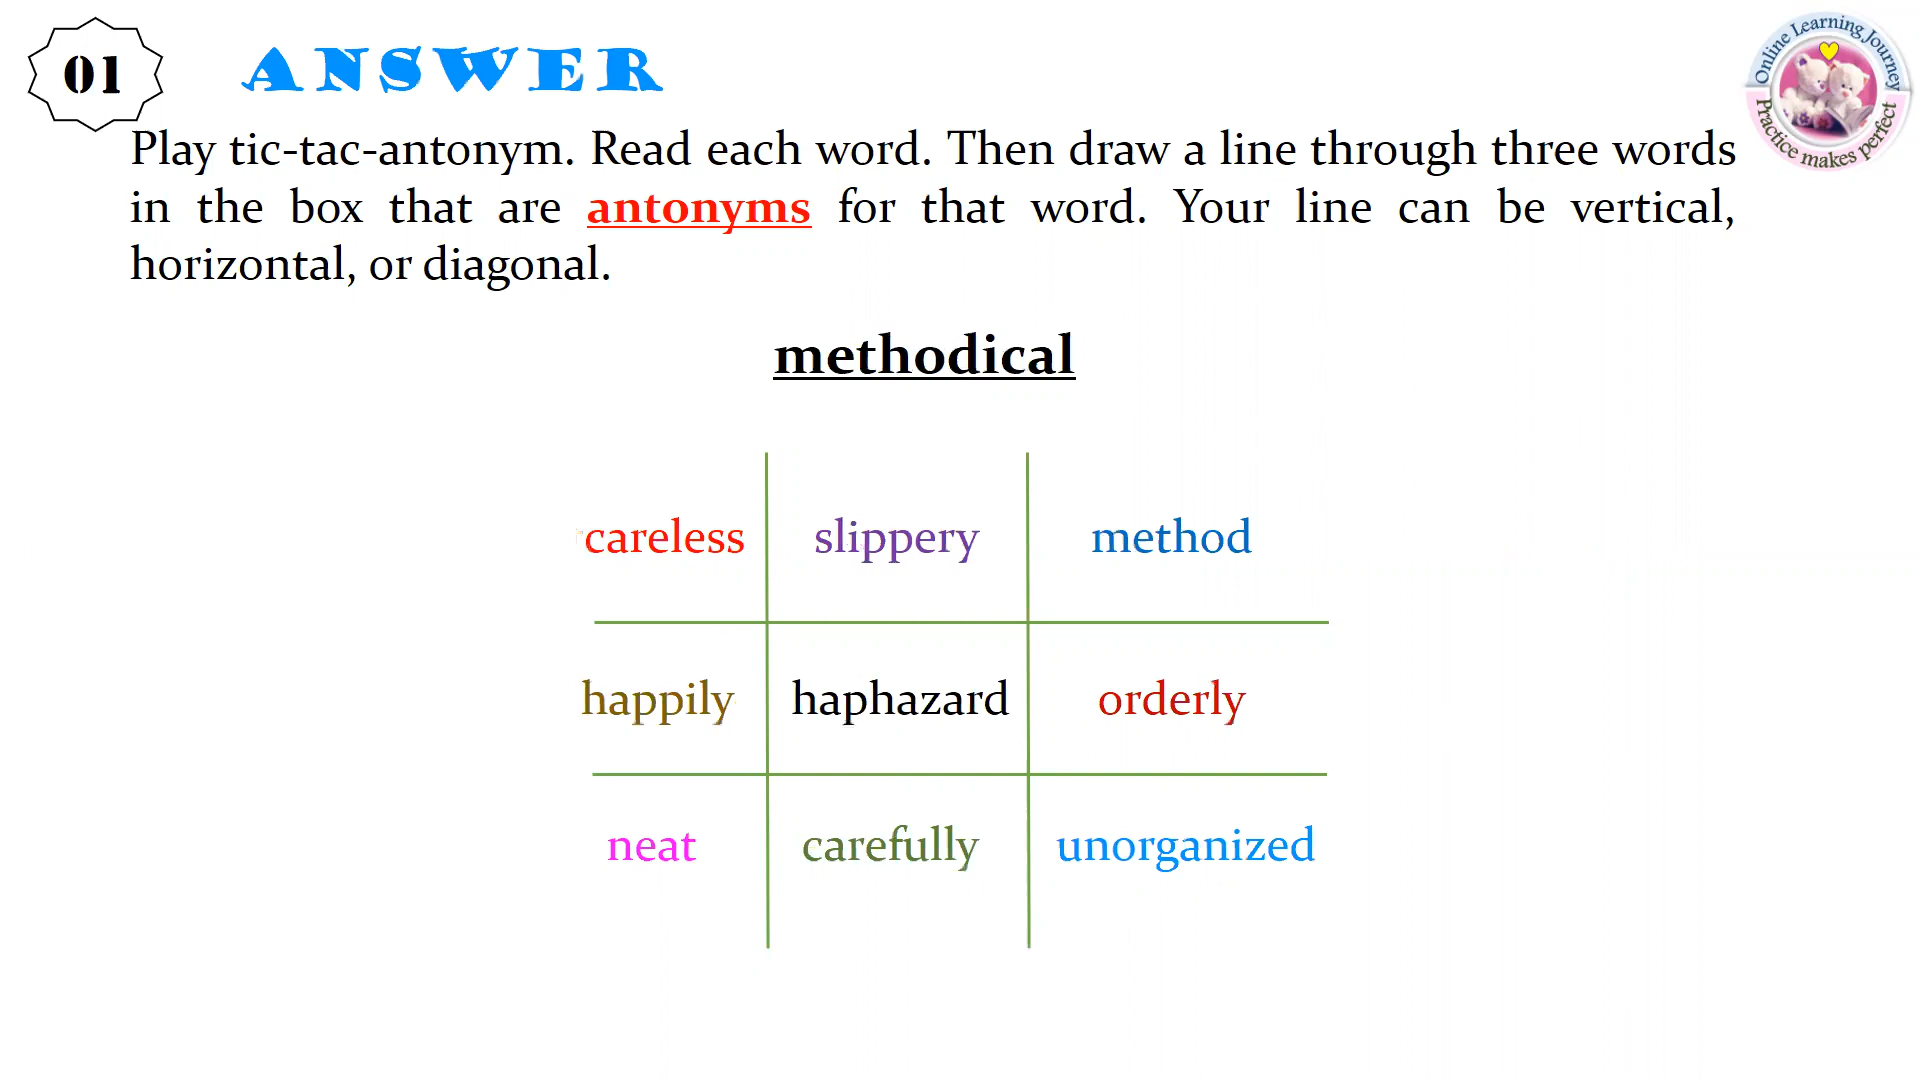 01
ANSWER
Online Learning Journey
Practice makes perfect
Play tic-tac-antonym. Read each word. Then draw a line through three words
in the box that are antonyms for that word. Your line can be vertical,
horizontal, or diagonal.
methodical
careless slippery method
happily haphazard orderly
neat carefully unorganized